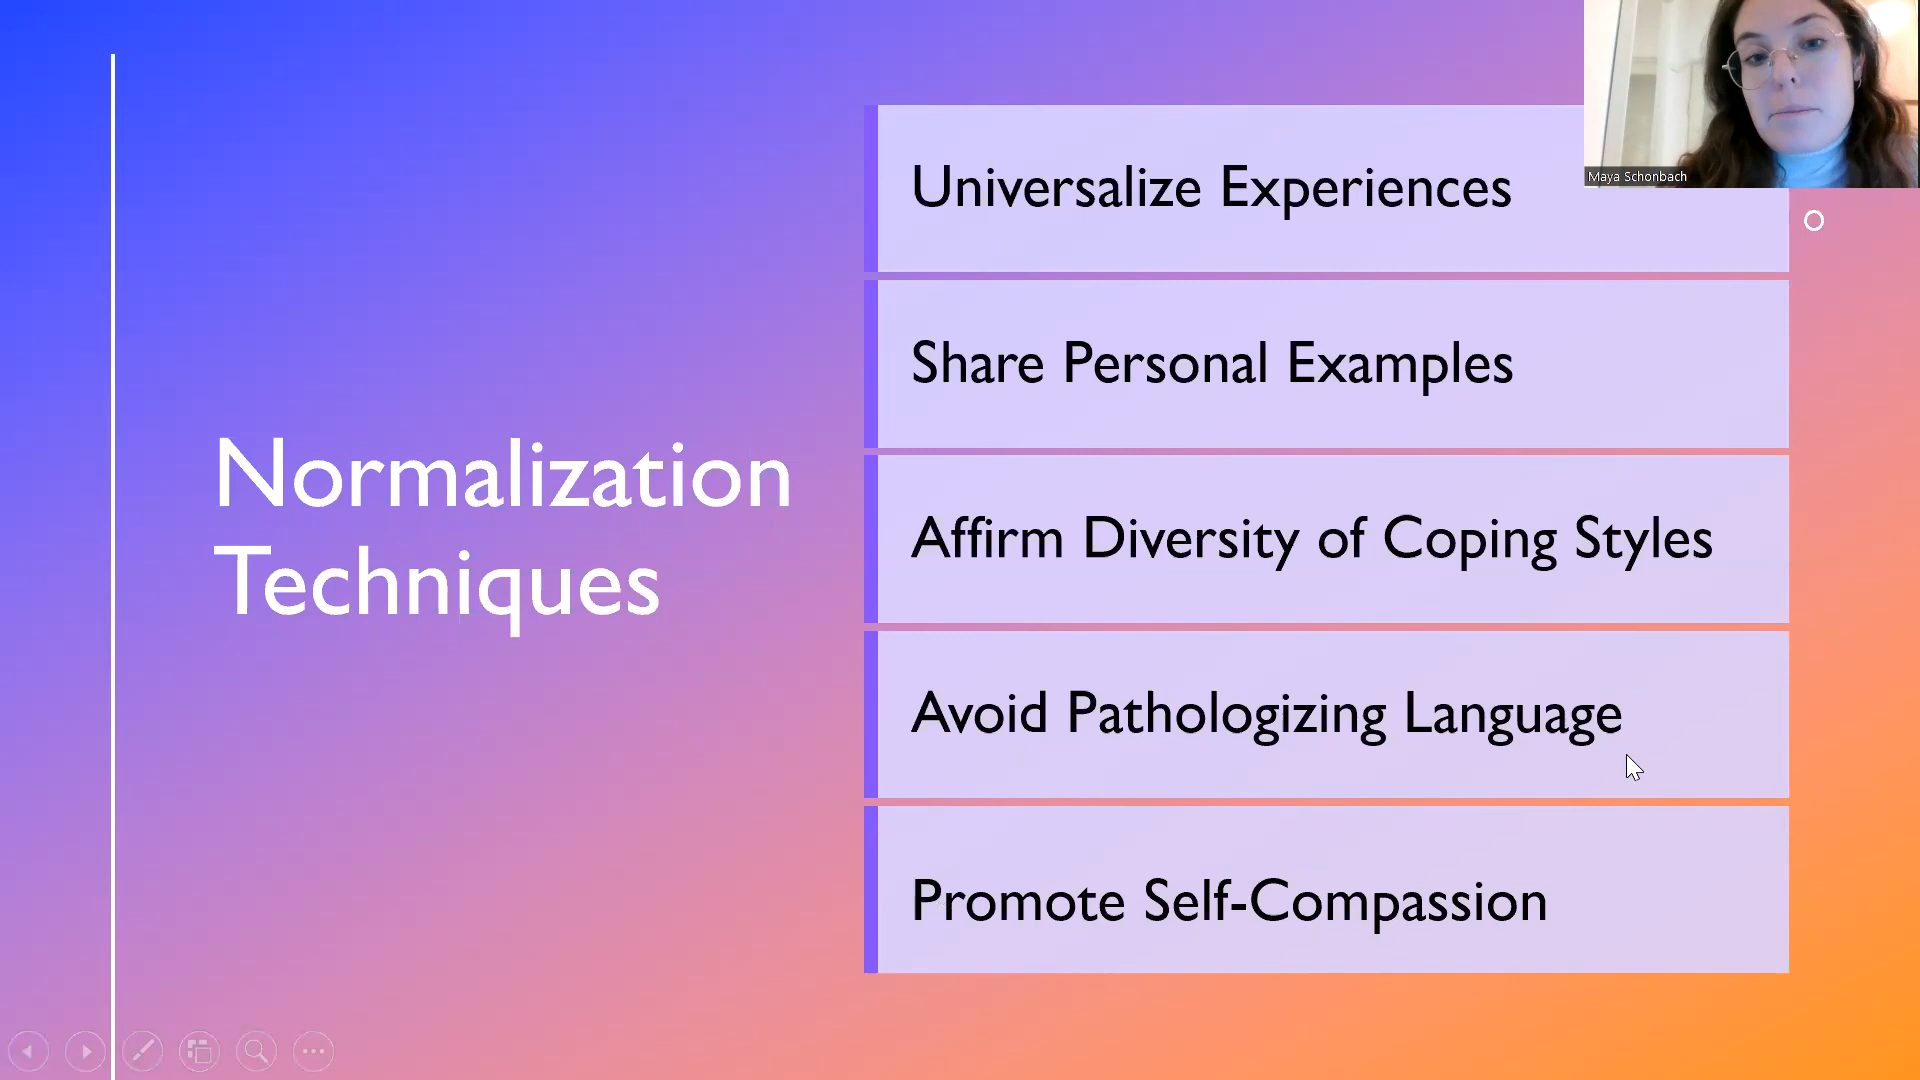 Normalization
Techniques
Universalize Experiences
Share Personal Examples
Affirm Diversity of Coping Styles
Avoid Pathologizing Language
Promote Self-Compassion
Maya Schonbach